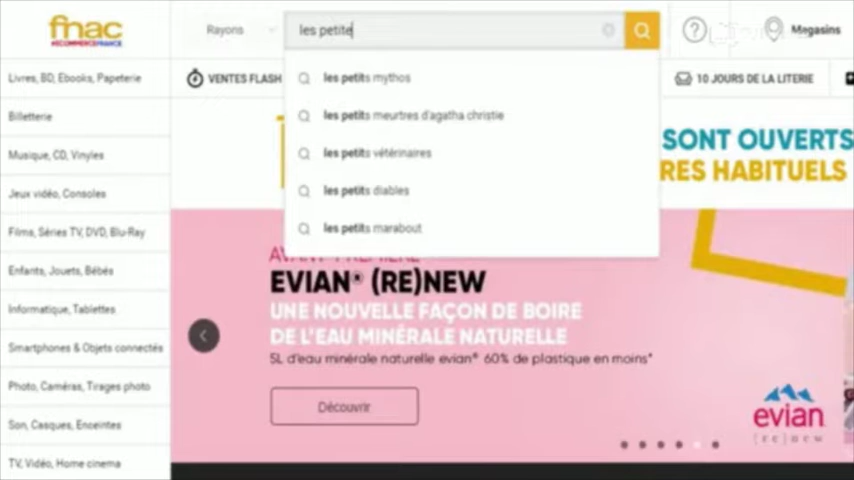 fnac
#ECOMMERCEFRANCE
Rayons
les petite
Magasins
VENTES FLASH
10 JOURS DE LA LITERIE
Livres, BD, Ebooks, Papeterie
Billetterie
Musique, CD, Vinyles
Jeux vidéo, Consoles
Films, Séries TV, DVD, Blu-Ray
Enfants, Jouets, Bébés
Informatique, Tablettes
Smartphones & Objets connectés
Photo, Caméras, Tirages photo
Son, Casques, Enceintes
TV, Vidéo, Home cinema
les petits mythos
les petits meurtres d'agatha christie
les petits vétérinaires
les petits diables
les petits marabout
SONT OUVERTS
RES HABITUELS
EVIAN® (RE)NEW
UNE NOUVELLE FAÇON DE BOIRE
DE L'EAU MINÉRALE NATURELLE
5L d'eau minérale naturelle evian® 60% de plastique en moins*
Découvrir
evian
[re]new